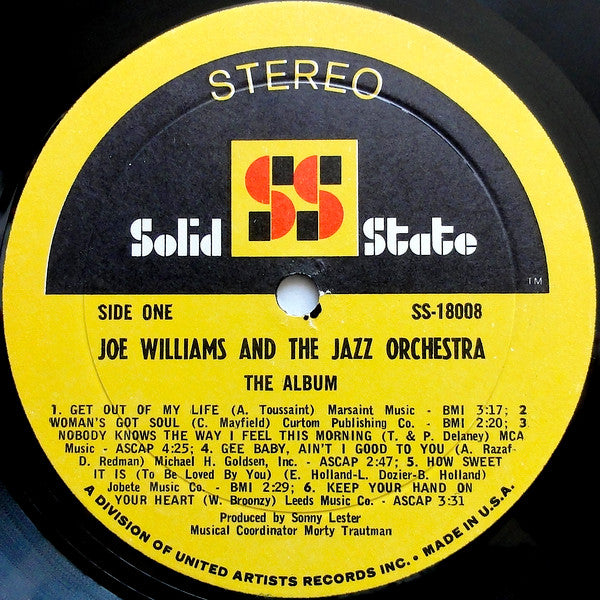 STEREO
Solid SS State
TM
SIDE ONE SS-18008
JOE WILLIAMS AND THE JAZZ ORCHESTRA
THE ALBUM
1. GET OUT OF MY LIFE (A. Toussaint) Marsaint Music - BMI 3:17; 2
WOMAN'S GOT SOUL (C. Mayfield) Curtom Publishing Co. - BMI 2:20; 3.
NOBODY KNOWS THE WAY I FEEL THIS MORNING (T. & P. Delaney) MCA
Music - ASCAP 4:25; 4. GEE BABY, AIN'T I GOOD TO YOU (A. Razaf-
D. Redman) Michael H. Goldsen, Inc. - ASCAP 2:47; 5. HOW SWEET
IT IS (To Be Loved By You) (E. Holland-L. Dozier-B. Holland)
Jobete Music Co. - BMI 2:29; 6. KEEP YOUR HAND ON
YOUR HEART (W. Broonzy) Leeds Music Co. - ASCAP 3:31
Produced by Sonny Lester
Musical Coordinator Morty Trautman
A DIVISION OF UNITED ARTISTS RECORDS INC. • MADE IN U.S.A.